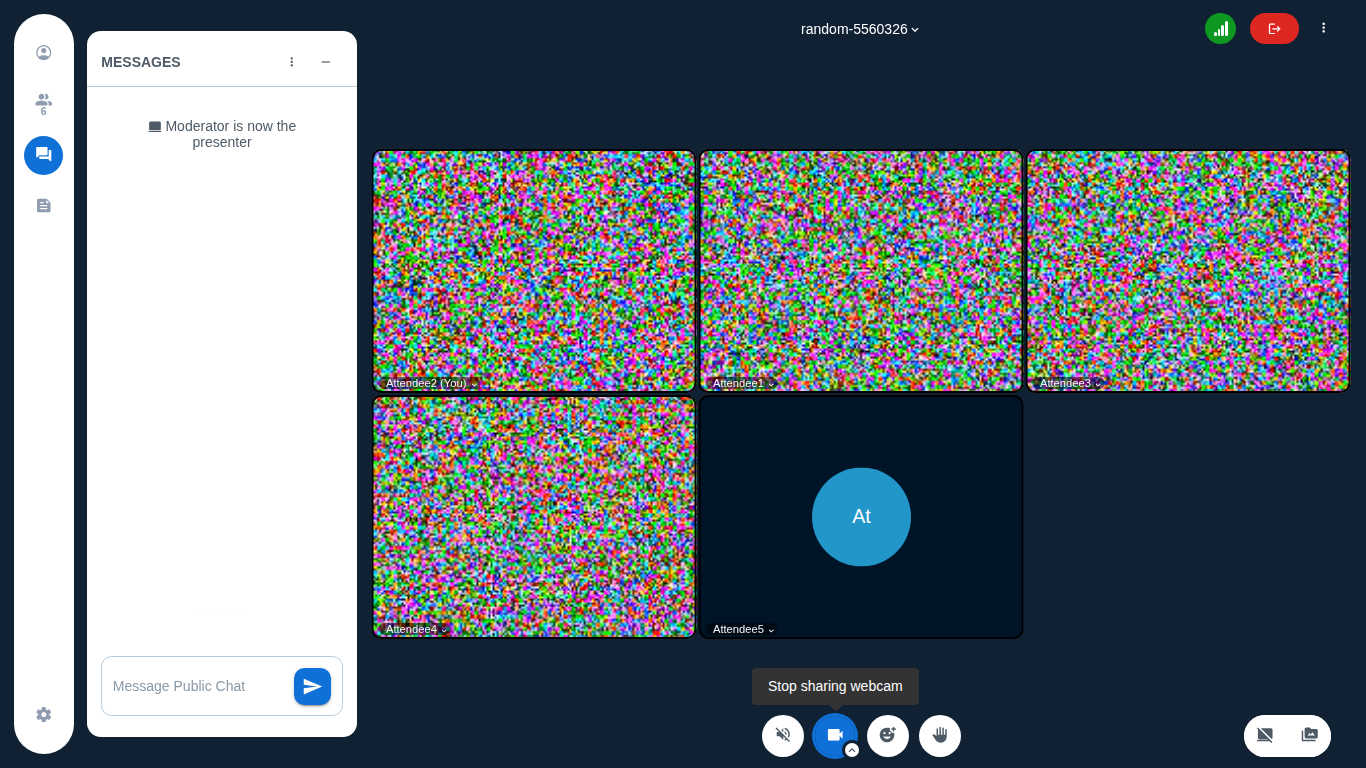 random-5560326
6
MESSAGES
Moderator is now the
presenter
Attendee2 (You)
Attendee1
Attendee3
Attendee4
At
Attendee5
Message Public Chat
Stop sharing webcam